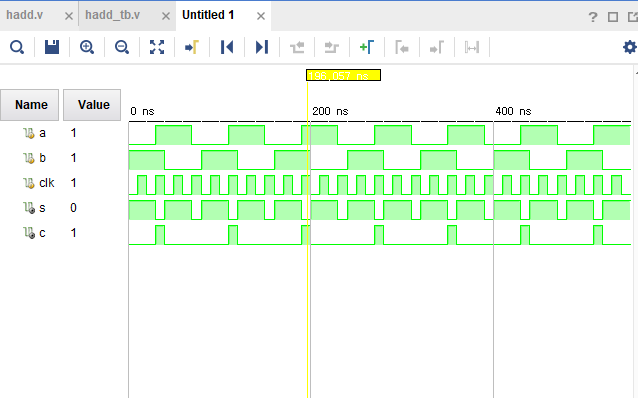 hadd.v
hadd_tb.v
Untitled 1
Name
Value
0 ns
200 ns
400 ns
a 1
b 1
clk 1
s 0
c 1